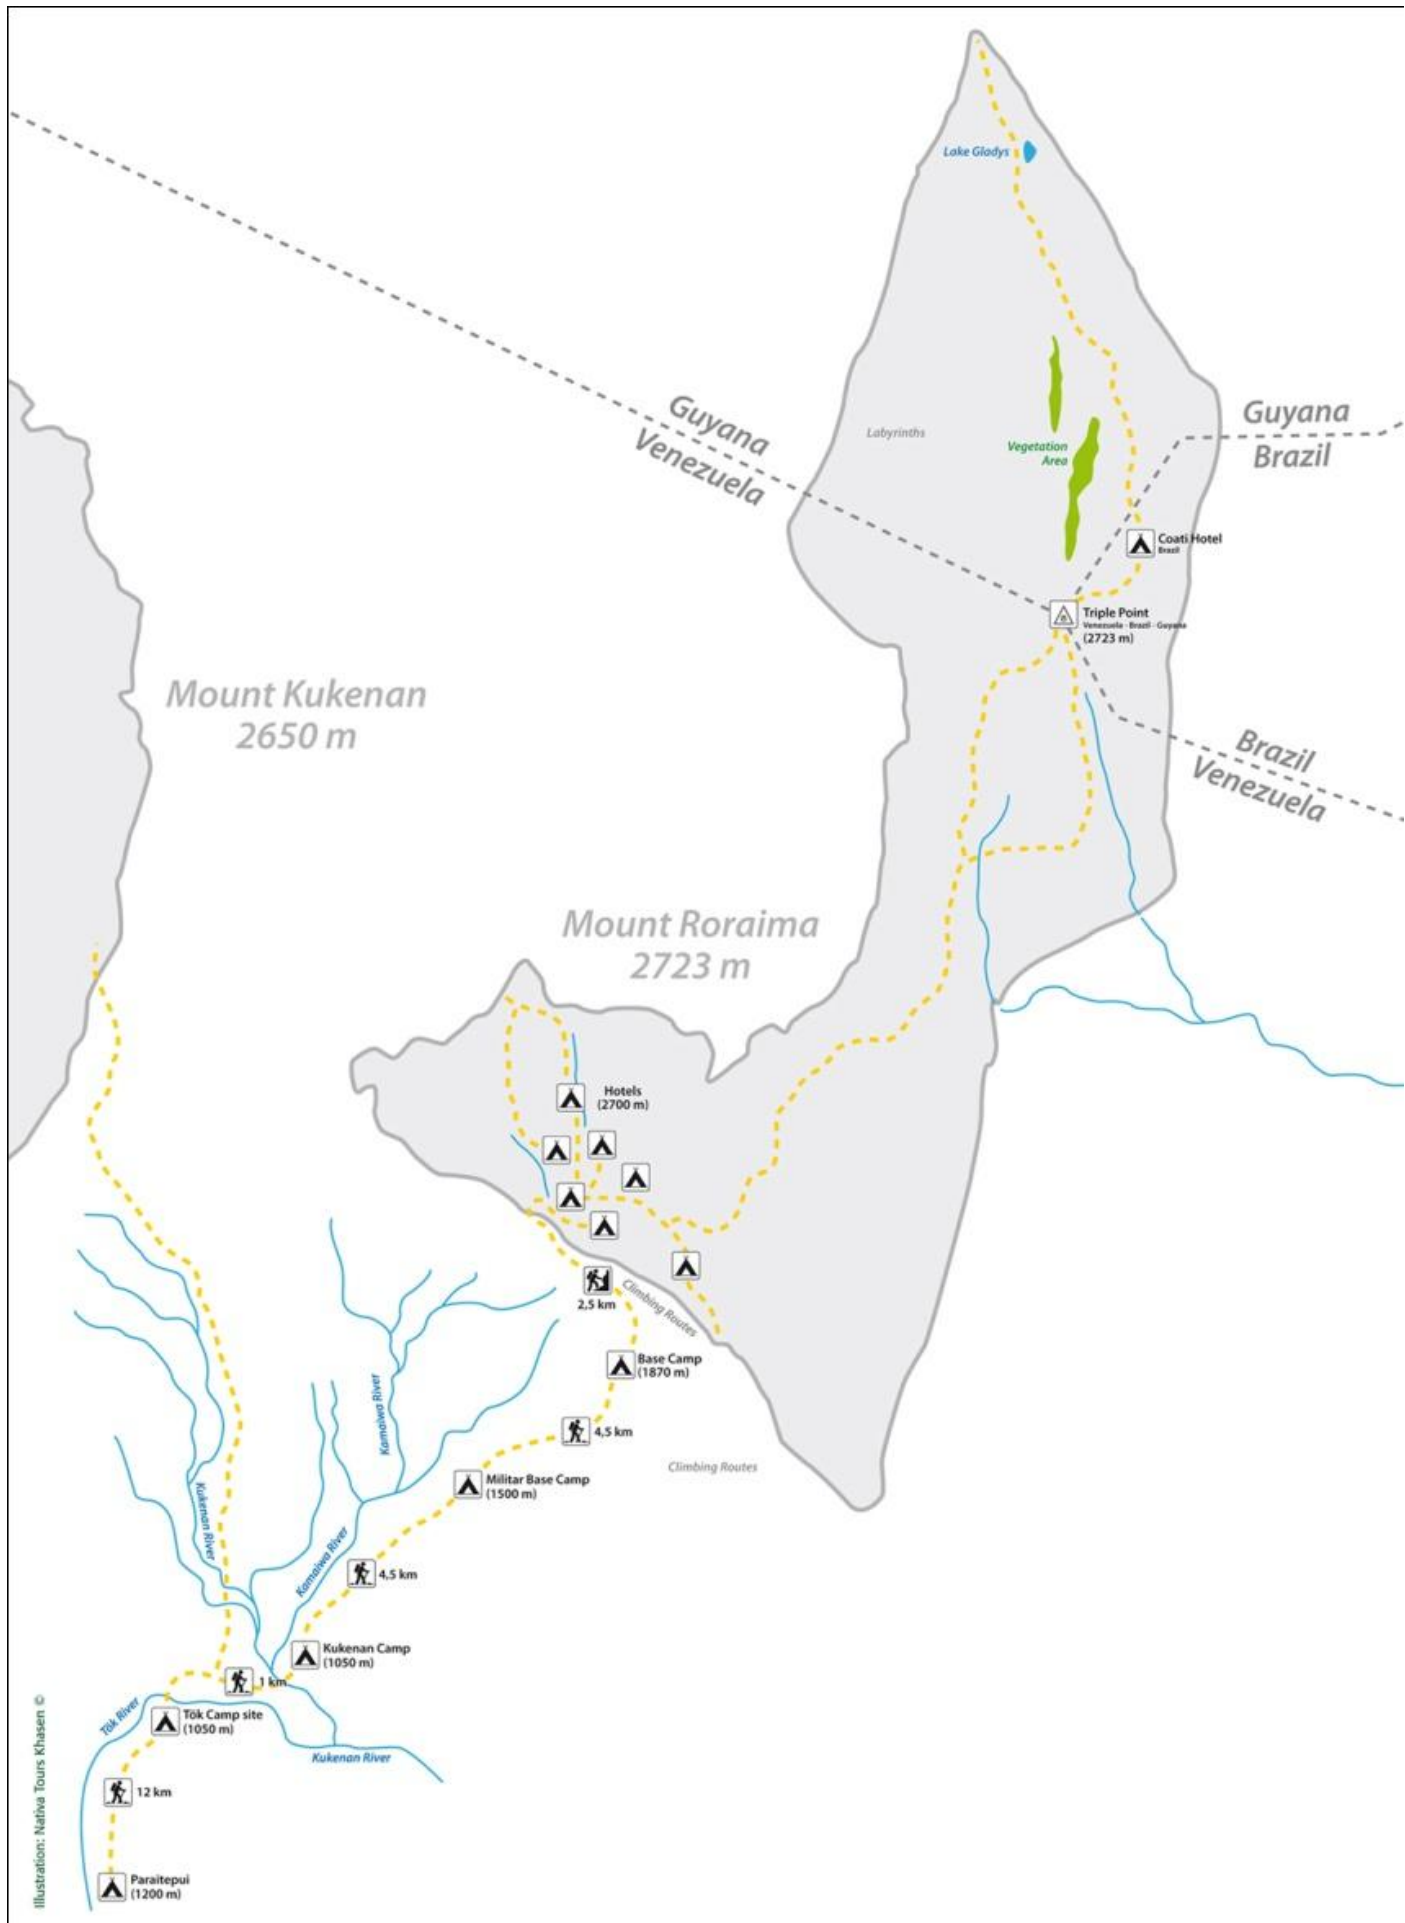 Lake Gladys
Guyana
Venezuela
Labyrinths
Guyana
Brazil
Vegetation
Area
Coati Hotel
Brazil
Triple Point
Venezuela - Brazil - Guyana
(2723 m)
Mount Kukenan
2650 m
Brazil
Venezuela
Mount Roraima
2723 m
Hotels
(2700 m)
Climbing Routes
2,5 km
Base Camp
(1870 m)
Kamaiwa River
4,5 km
Climbing Routes
Militar Base Camp
(1500 m)
Kukenan River
Kamaiwa River
4,5 km
Kukenan Camp
(1050 m)
1 km
Tök River
Tök Camp site
(1050 m)
Kukenan River
12 km
Paraitepui
(1200 m)
Illustration: Nativa Tours Khasen ©